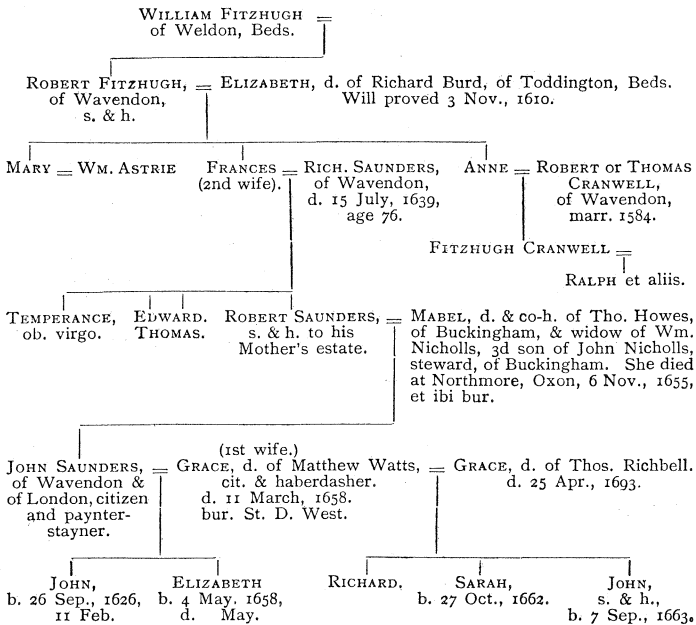 WILLIAM FITZHUGH =
of Weldon, Beds.
ROBERT FITZHUGH, = ELIZABETH, d. of Richard Burd, of Toddington, Beds.
of Wavendon, Will proved 3 Nov., 1610.
s. & h.
MARY = WM. ASTRIE FRANCES = RICH. SAUNDERS, ANNE = ROBERT or THOMAS
(2nd wife). of Wavendon, CRANWELL,
d. 15 July, 1639, of Wavendon,
age 76. marr. 1584.
FITZHUGH CRANWELL =
RALPH et aliis.
TEMPERANCE, EDWARD. ROBERT SAUNDERS, = MABEL, d. & co-h. of Tho. Howes,
ob. virgo. THOMAS. s. & h. to his of Buckingham, & widow of Wm.
Mother's estate. Nicholls, 3d son of John Nicholls,
steward, of Buckingham. She died
at Northmore, Oxon, 6 Nov., 1655,
et ibi bur.
(1st wife.)
JOHN SAUNDERS, = GRACE, d. of Matthew Watts, = GRACE, d. of Thos. Richbell.
of Wavendon & cit. & haberdasher. d. 25 Apr., 1693.
of London, citizen d. 11 March, 1658.
and paynter- bur. St. D. West.
stayner.
JOHN, ELIZABETH RICHARD. SARAH, JOHN,
b. 26 Sep., 1626, b. 4 May, 1658, b. 27 Oct., 1662. s. & h.,
11 Feb. d. May. b. 7 Sep., 1663.